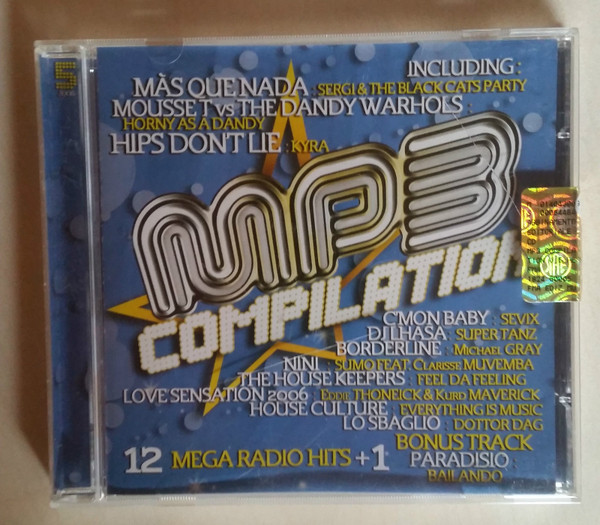 5
INCLUDING :
MÀS QUE NADA : SERGI & THE BLACK CATS PARTY
MOUSSE T VS THE DANDY WARHOLS :
HORNY AS A DANDY
HIPS DONT LIE : KYRA
MP3
COMPILATION
C'MON BABY : SEVIX
DJ LHASA : SUPERTANZ
BORDERLINE : MICHAEL GRAY
NINI : SUMO FEAT. CLARISSE MUVEMBA
THE HOUSE KEEPERS : FEEL DA FEELING
LOVE SENSATION 2006 : EDDIE THONEICK & KURD MAVERICK
HOUSE CULTURE : EVERYTHING IS MUSIC
LO SBAGLIO : DOTTOR DAG
BONUS TRACK
12 MEGA RADIO HITS +1 PARADISIO :
BAILANDO